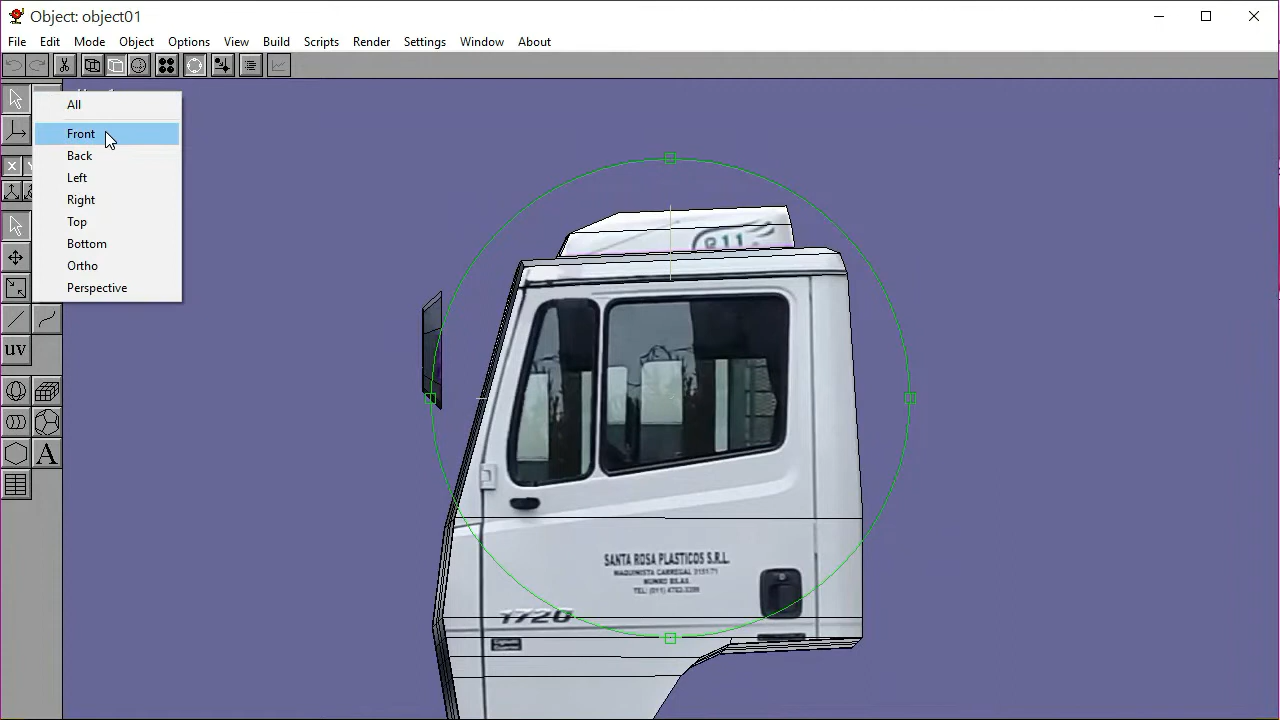 Object: object01
File Edit Mode Object Options View Build Scripts Render Settings Window About
All
Front
Back
Left
Right
Top
Bottom
Ortho
Perspective
X
uv
A
911
SANTA ROSA PLASTICOS S.R.L.
1720